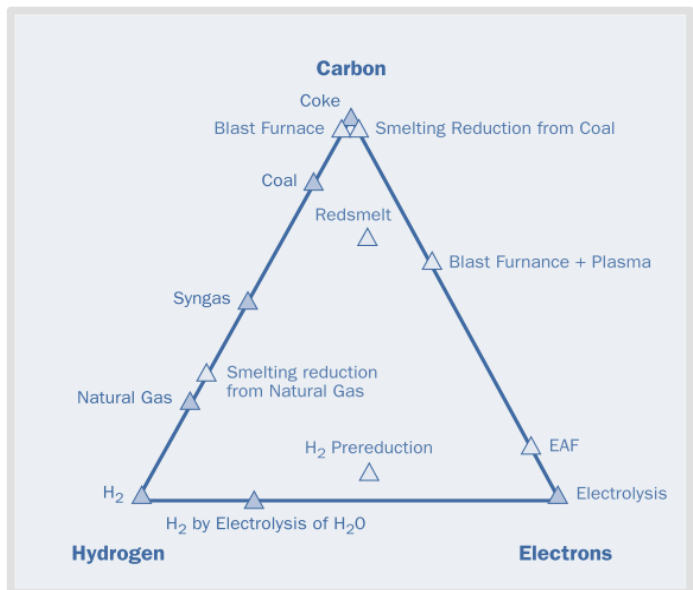 Carbon
Coke
Blast Furnace
Smelting Reduction from Coal
Coal
Redsmelt
Blast Furnance + Plasma
Syngas
Smelting reduction
from Natural Gas
Natural Gas
H₂ Prereduction
EAF
H₂
Electrolysis
H₂ by Electrolysis of H₂O
Hydrogen
Electrons